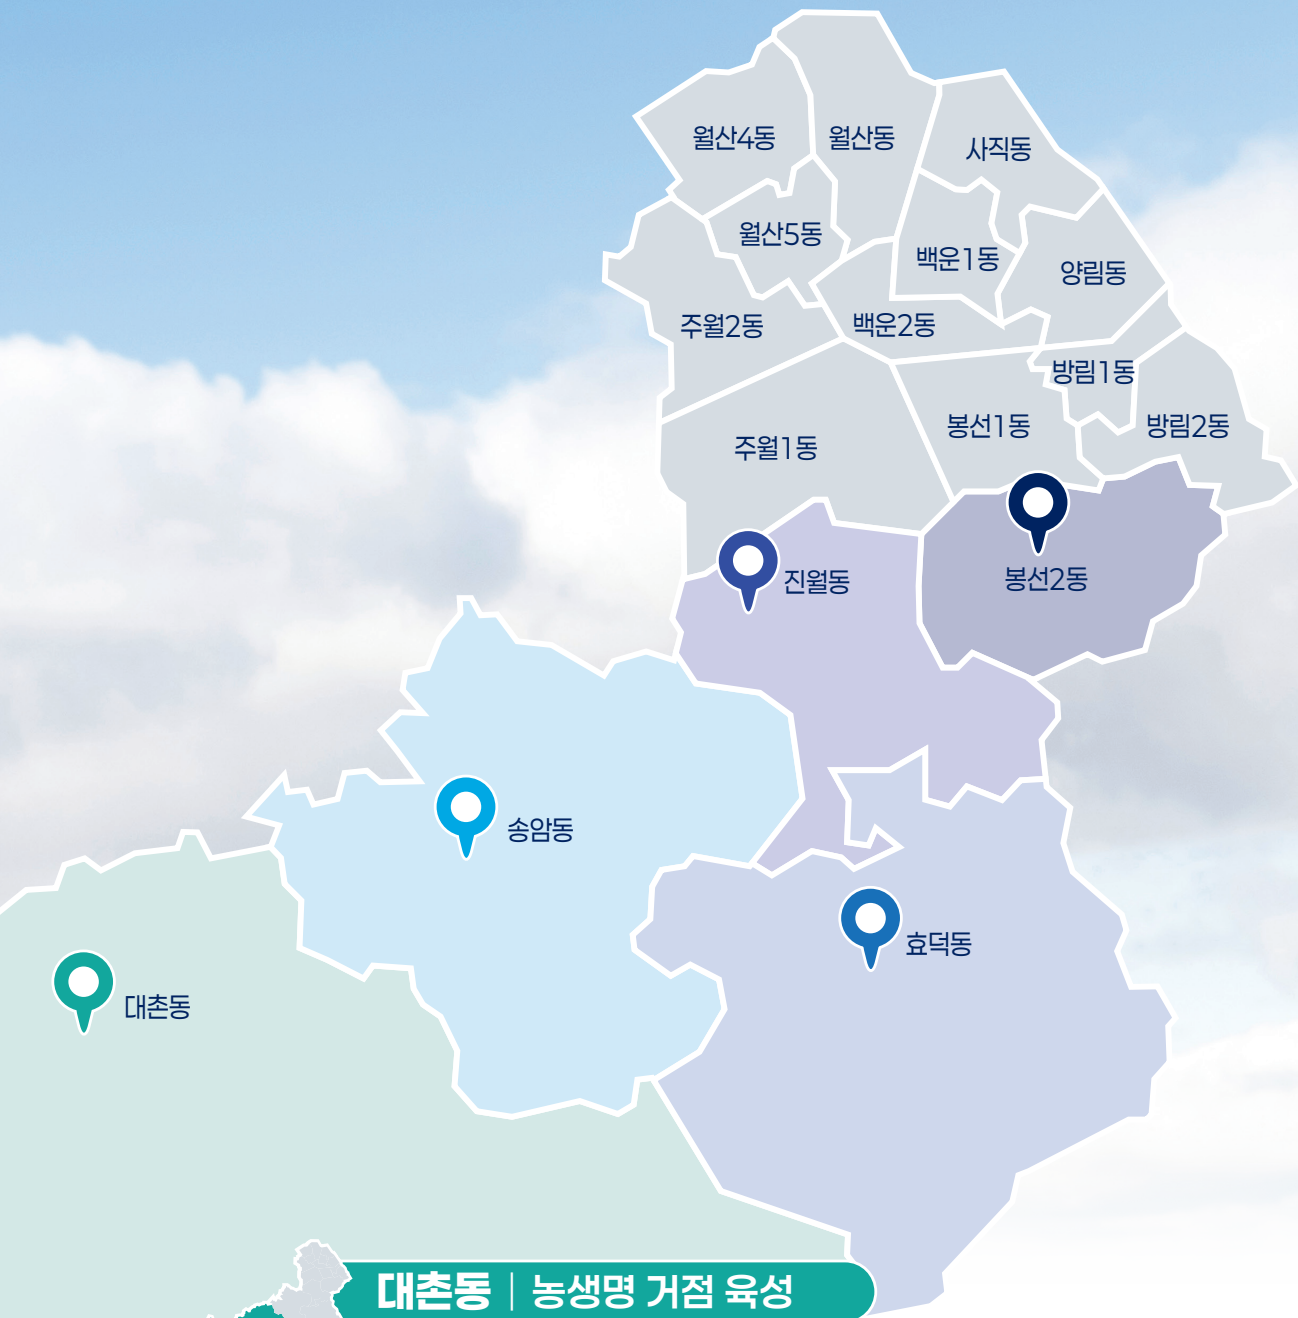 월산4동
월산동
사직동
월산5동
백운1동
양림동
주월2동
백운2동
방림1동
봉선1동
방림2동
주월1동
진월동
봉선2동
송암동
효덕동
대촌동
대촌동 | 농생명 거점 육성